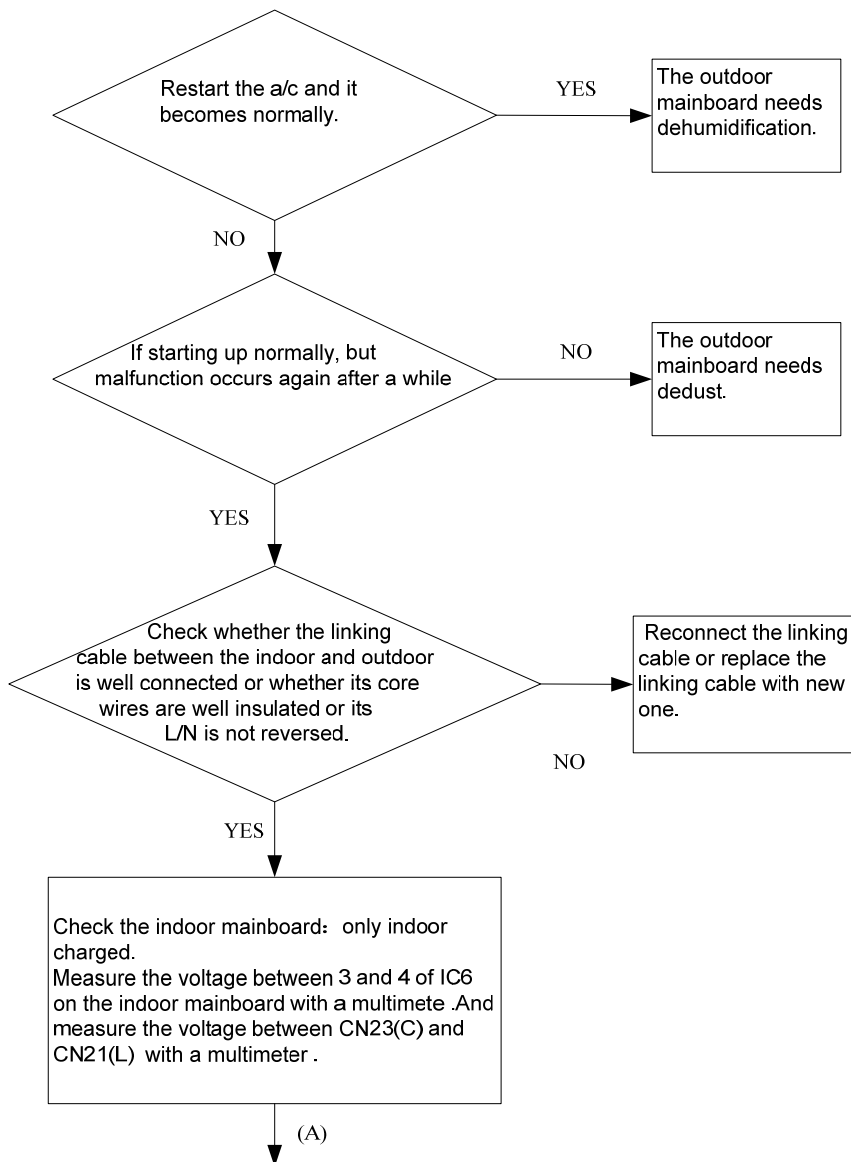 Restart the a/c and it
becomes normally.
YES
The outdoor
mainboard needs
dehumidification.
NO
If starting up normally, but
malfunction occurs again after a while
NO
The outdoor
mainboard needs
dedust.
YES
Check whether the linking
cable between the indoor and outdoor
is well connected or whether its core
wires are well insulated or its
L/N is not reversed.
Reconnect the linking
cable or replace the
linking cable with new
one.
NO
YES
Check the indoor mainboard：only indoor
charged.
Measure the voltage between 3 and 4 of IC6
on the indoor mainboard with a multimete .And
measure the voltage between CN23(C) and
CN21(L) with a multimeter .
(A)